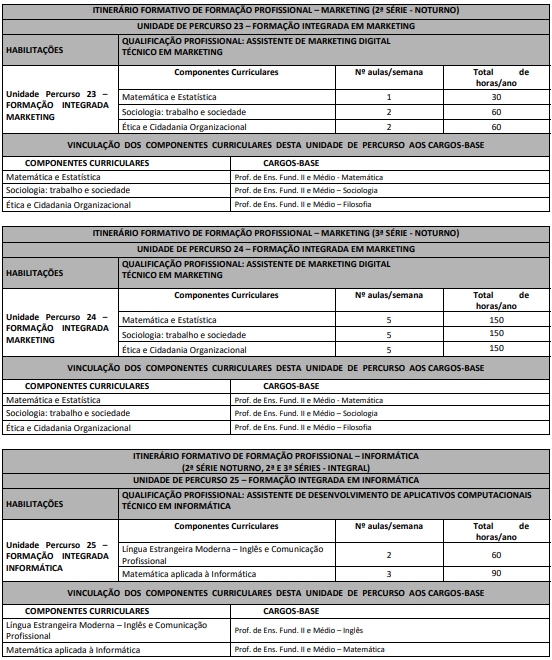 ITINERÁRIO FORMATIVO DE FORMAÇÃO PROFISSIONAL – MARKETING (2ª SÉRIE - NOTURNO)
UNIDADE DE PERCURSO 23 – FORMAÇÃO INTEGRADA EM MARKETING
HABILITAÇÕES
QUALIFICAÇÃO PROFISSIONAL: ASSISTENTE DE MARKETING DIGITAL
TÉCNICO EM MARKETING
Unidade Percurso 23 –
FORMAÇÃO INTEGRADA
MARKETING
Componentes Curriculares Nº aulas/semana Total de
horas/ano
Matemática e Estatística 1 30
Sociologia: trabalho e sociedade 2 60
Ética e Cidadania Organizacional 2 60
VINCULAÇÃO DOS COMPONENTES CURRICULARES DESTA UNIDADE DE PERCURSO AOS CARGOS-BASE
COMPONENTES CURRICULARES CARGOS-BASE
Matemática e Estatística Prof. de Ens. Fund. II e Médio - Matemática
Sociologia: trabalho e sociedade Prof. de Ens. Fund. II e Médio – Sociologia
Ética e Cidadania Organizacional Prof. de Ens. Fund. II e Médio – Filosofia
ITINERÁRIO FORMATIVO DE FORMAÇÃO PROFISSIONAL – MARKETING (3ª SÉRIE - NOTURNO)
UNIDADE DE PERCURSO 24 – FORMAÇÃO INTEGRADA EM MARKETING
HABILITAÇÕES
QUALIFICAÇÃO PROFISSIONAL: ASSISTENTE DE MARKETING DIGITAL
TÉCNICO EM MARKETING
Unidade Percurso 24 –
FORMAÇÃO INTEGRADA
MARKETING
Componentes Curriculares Nº aulas/semana Total de
horas/ano
Matemática e Estatística 5 150
Sociologia: trabalho e sociedade 5 150
Ética e Cidadania Organizacional 5 150
VINCULAÇÃO DOS COMPONENTES CURRICULARES DESTA UNIDADE DE PERCURSO AOS CARGOS-BASE
COMPONENTES CURRICULARES CARGOS-BASE
Matemática e Estatística Prof. de Ens. Fund. II e Médio - Matemática
Sociologia: trabalho e sociedade Prof. de Ens. Fund. II e Médio – Sociologia
Ética e Cidadania Organizacional Prof. de Ens. Fund. II e Médio – Filosofia
ITINERÁRIO FORMATIVO DE FORMAÇÃO PROFISSIONAL – INFORMÁTICA
(2ª SÉRIE NOTURNO, 2ª E 3ª SÉRIES - INTEGRAL)
UNIDADE DE PERCURSO 25 – FORMAÇÃO INTEGRADA EM INFORMÁTICA
HABILITAÇÕES
QUALIFICAÇÃO PROFISSIONAL: ASSISTENTE DE DESENVOLVIMENTO DE APLICATIVOS COMPUTACIONAIS
TÉCNICO EM INFORMÁTICA
Unidade Percurso 25 –
FORMAÇÃO INTEGRADA
INFORMÁTICA
Componentes Curriculares Nº aulas/semana Total de
horas/ano
Língua Estrangeira Moderna – Inglês e Comunicação
Profissional 2 60
Matemática aplicada à Informática 3 90
VINCULAÇÃO DOS COMPONENTES CURRICULARES DESTA UNIDADE DE PERCURSO AOS CARGOS-BASE
COMPONENTES CURRICULARES CARGOS-BASE
Língua Estrangeira Moderna – Inglês e Comunicação
Profissional Prof. de Ens. Fund. II e Médio – Inglês
Matemática aplicada à Informática Prof. de Ens. Fund. II e Médio – Matemática